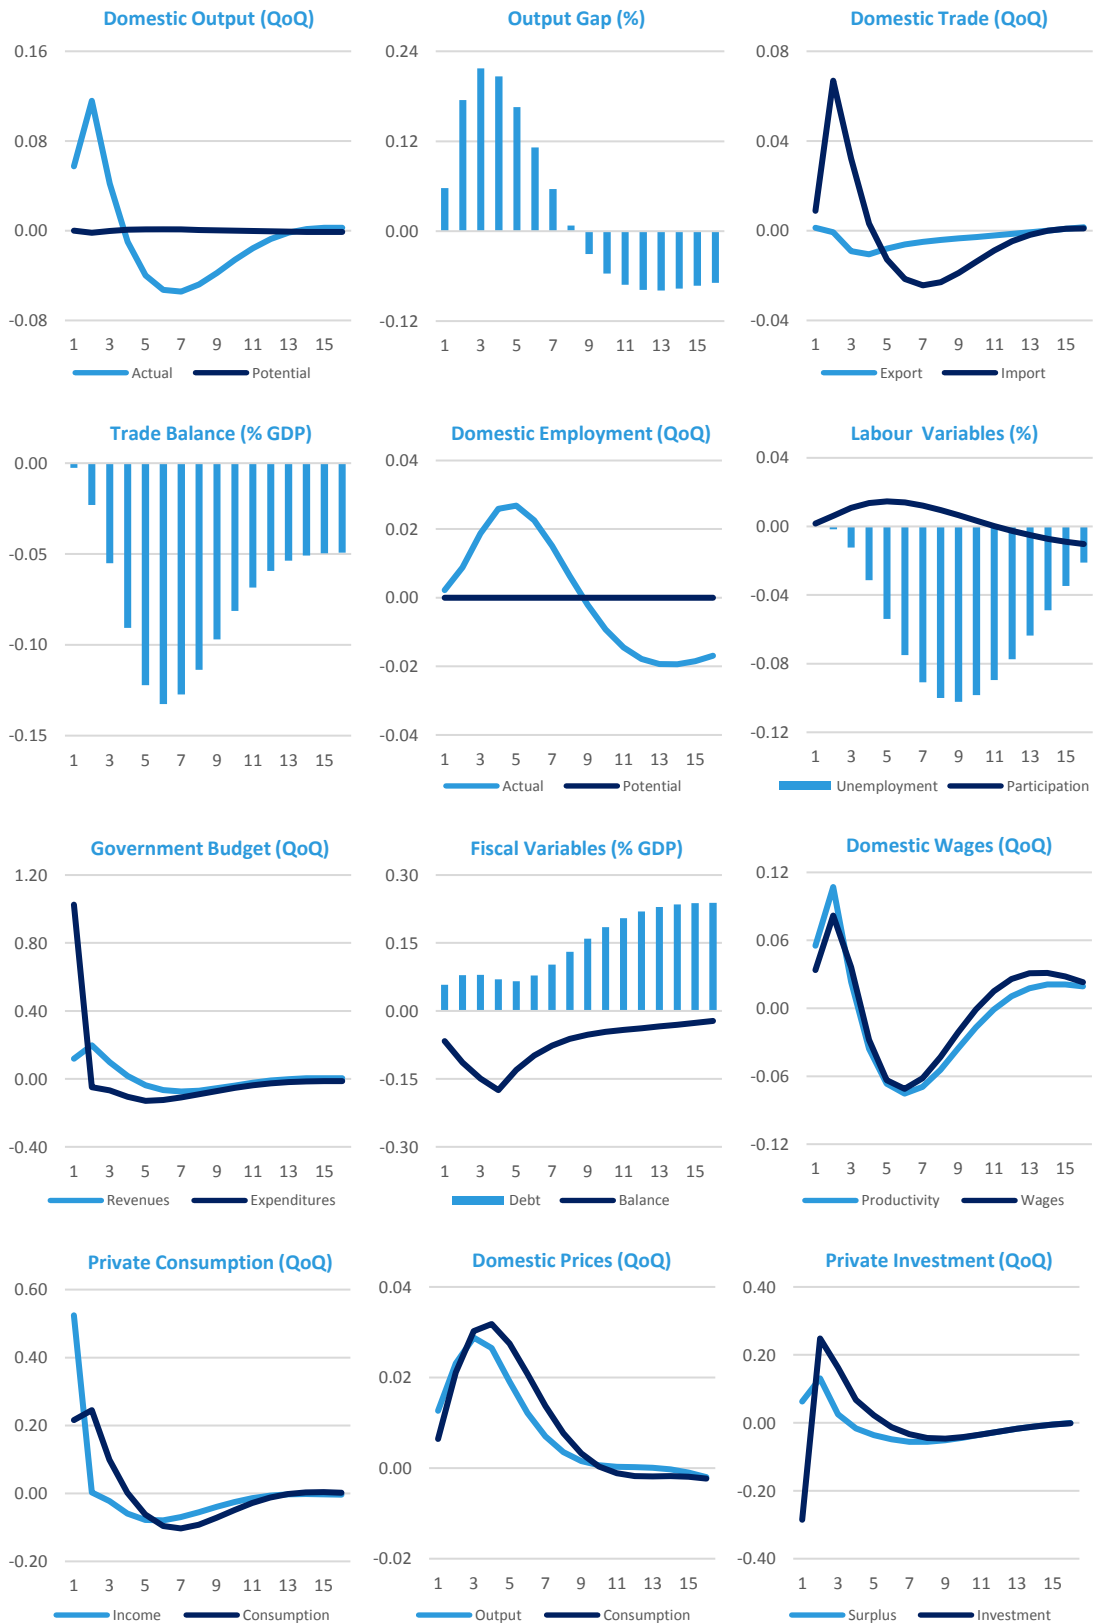 Domestic Output (QoQ)
0.16
0.08
0.00
-0.08
1 3 5 7 9 11 13 15
Actual Potential
Output Gap (%)
0.24
0.12
0.00
-0.12
1 3 5 7 9 11 13 15
Domestic Trade (QoQ)
0.08
0.04
0.00
-0.04
1 3 5 7 9 11 13 15
Export Import
Trade Balance (% GDP)
0.00
-0.05
-0.10
-0.15
1 3 5 7 9 11 13 15
Domestic Employment (QoQ)
0.04
0.02
0.00
-0.02
-0.04
1 3 5 7 9 11 13 15
Actual Potential
Labour Variables (%)
0.04
0.00
-0.04
-0.08
-0.12
1 3 5 7 9 11 13 15
Unemployment Participation
Government Budget (QoQ)
1.20
0.80
0.40
0.00
-0.40
1 3 5 7 9 11 13 15
Revenues Expenditures
Fiscal Variables (% GDP)
0.30
0.15
0.00
-0.15
-0.30
1 3 5 7 9 11 13 15
Debt Balance
Domestic Wages (QoQ)
0.12
0.06
0.00
-0.06
-0.12
1 3 5 7 9 11 13 15
Productivity Wages
Private Consumption (QoQ)
0.60
0.40
0.20
0.00
-0.20
1 3 5 7 9 11 13 15
Income Consumption
Domestic Prices (QoQ)
0.04
0.02
0.00
-0.02
1 3 5 7 9 11 13 15
Output Consumption
Private Investment (QoQ)
0.40
0.20
0.00
-0.20
-0.40
1 3 5 7 9 11 13 15
Surplus Investment